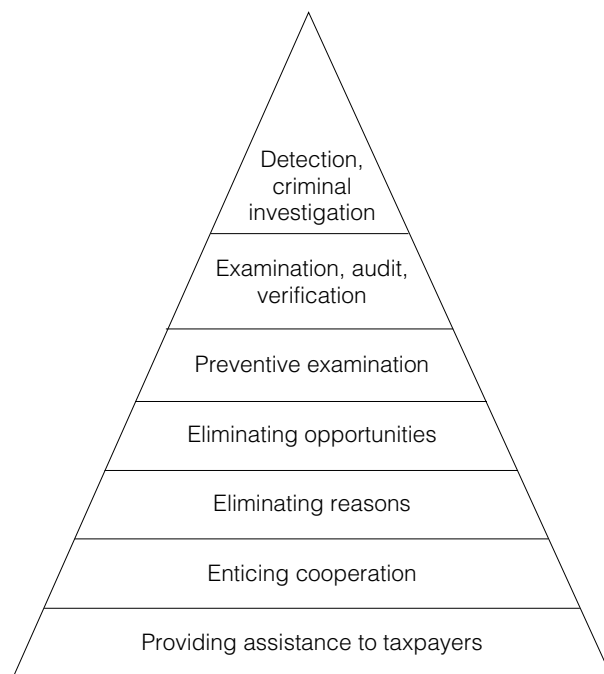 Detection,
criminal
investigation
Examination, audit,
verification
Preventive examination
Eliminating opportunities
Eliminating reasons
Enticing cooperation
Providing assistance to taxpayers